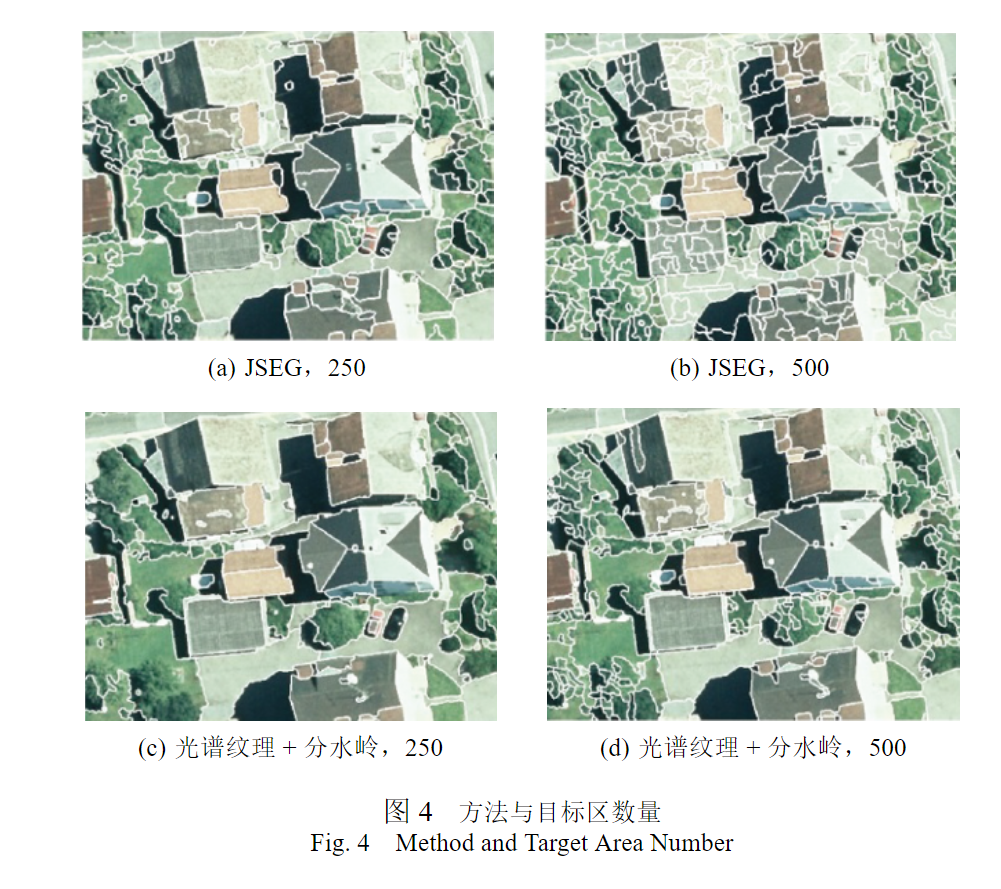 (a) JSEG，250
(b) JSEG，500
(c) 光谱纹理 + 分水岭，250
(d) 光谱纹理 + 分水岭，500
图 4 方法与目标区数量
Fig. 4 Method and Target Area Number